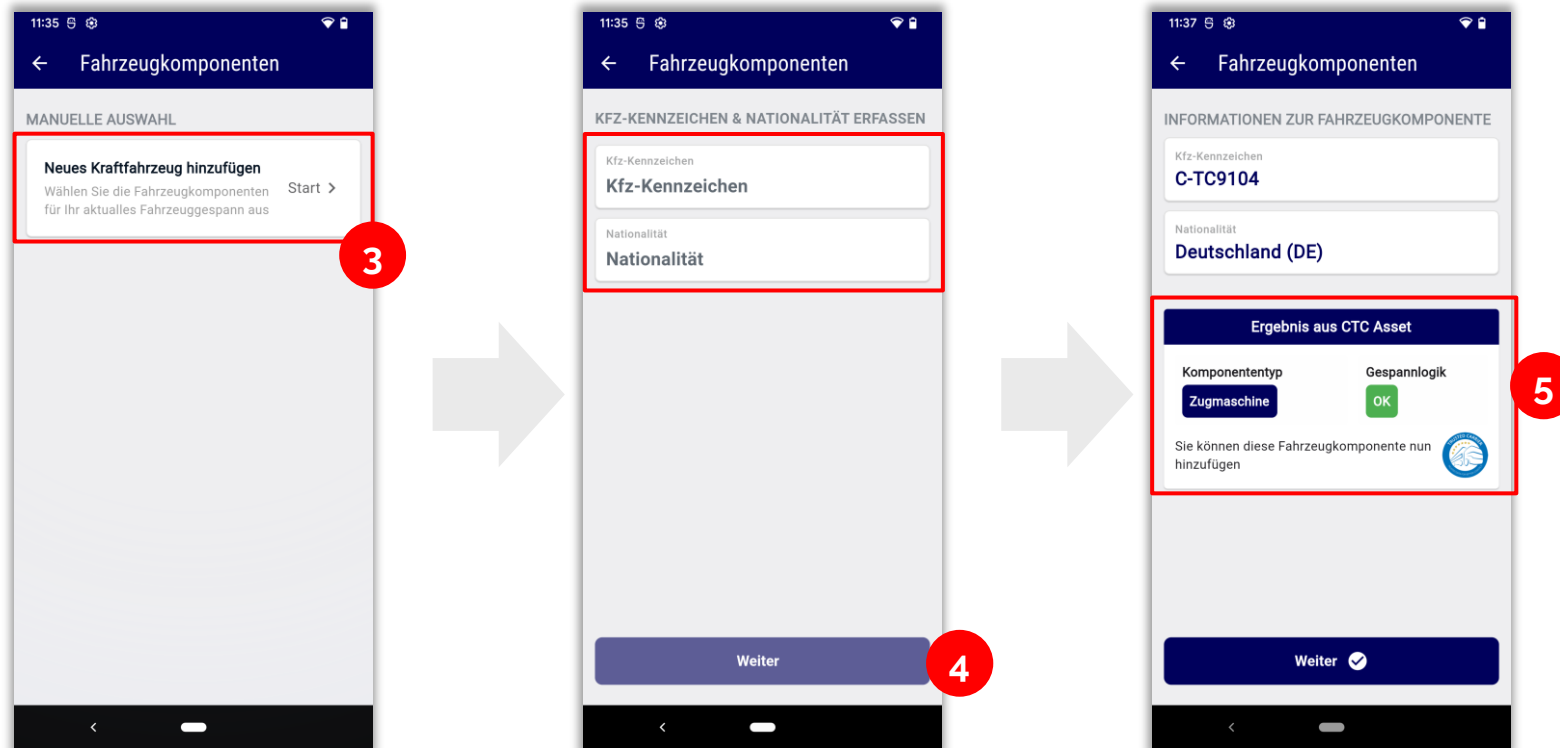 11:35
Fahrzeugkomponenten
MANUELLE AUSWAHL
Neues Kraftfahrzeug hinzufügen
Wählen Sie die Fahrzeugkomponenten
für Ihr aktuelles Fahrzeuggespann aus
Start
3
11:35
Fahrzeugkomponenten
KFZ-KENNZEICHEN & NATIONALITÄT ERFASSEN
Kfz-Kennzeichen
Kfz-Kennzeichen
Nationalität
Nationalität
Weiter
4
11:37
Fahrzeugkomponenten
INFORMATIONEN ZUR FAHRZEUGKOMPONENTE
Kfz-Kennzeichen
C-TC9104
Nationalität
Deutschland (DE)
Ergebnis aus CTC Asset
Komponententyp
Gespannlogik
Zugmaschine
OK
Sie können diese Fahrzeugkomponente nun
hinzufügen
5
Weiter